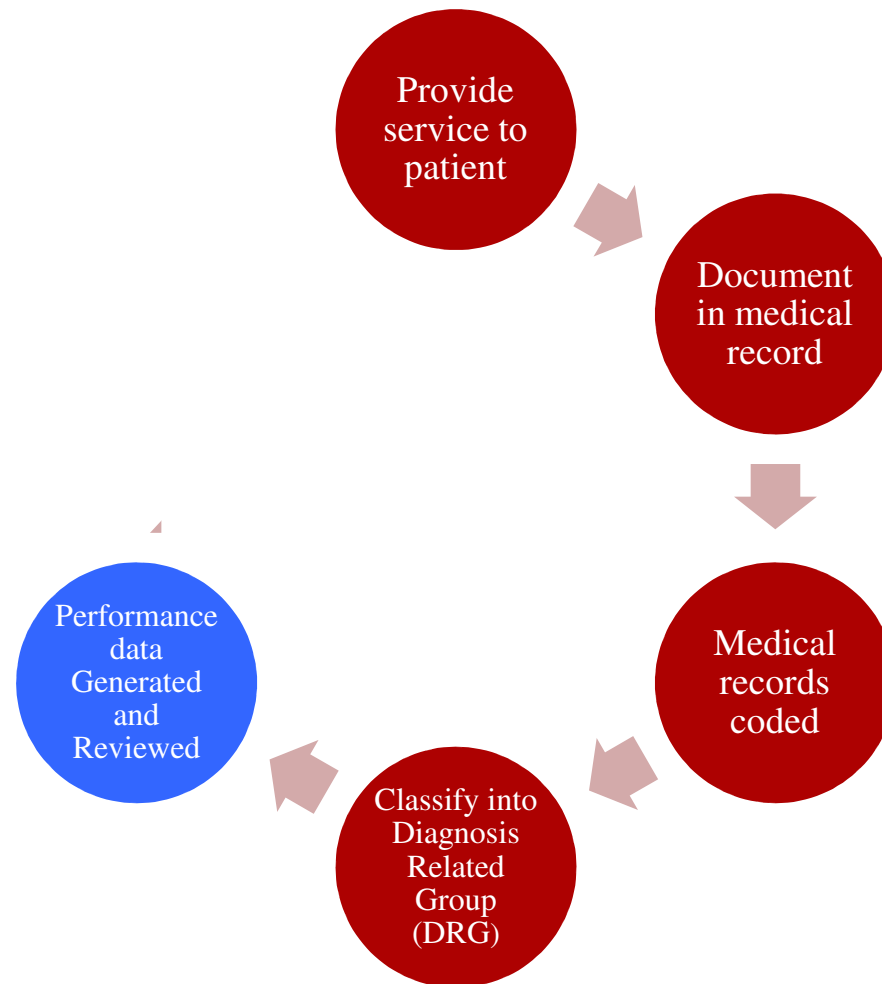 Provide
service to
patient
Document
in medical
record
Medical
records
coded
Classify into
Diagnosis
Related
Group
(DRG)
Performance
data
Generated
and
Reviewed